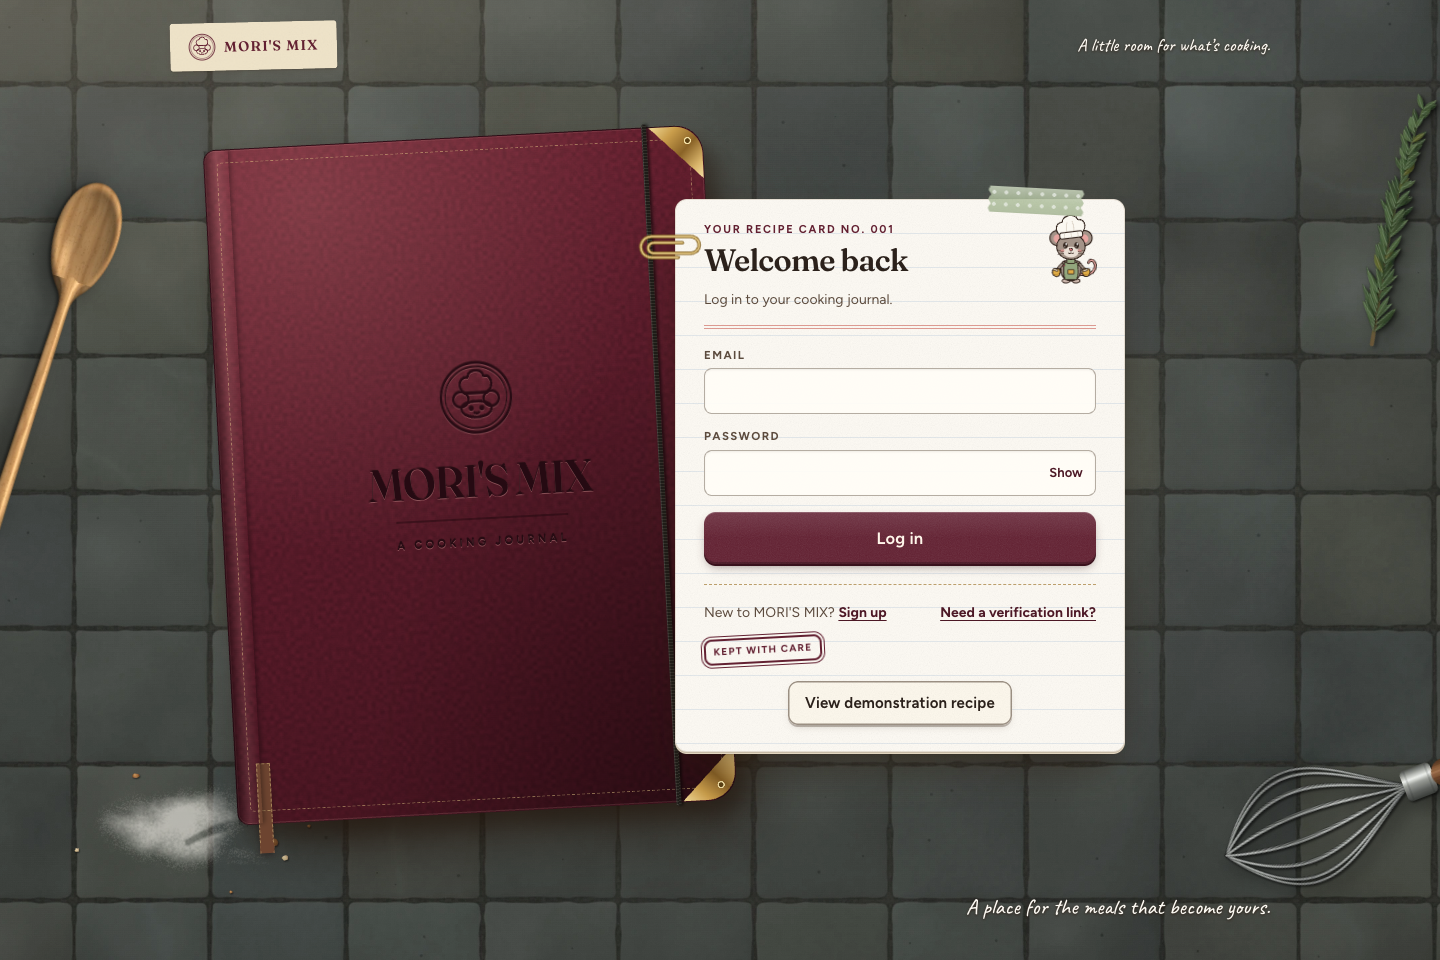 MORI'S MIX
A little room for what's cooking.
MORI'S MIX
A COOKING JOURNAL
YOUR RECIPE CARD NO. 001
Welcome back
Log in to your cooking journal.
EMAIL
PASSWORD
Show
Log in
New to MORI'S MIX? Sign up
Need a verification link?
KEPT WITH CARE
View demonstration recipe
A place for the meals that become yours.